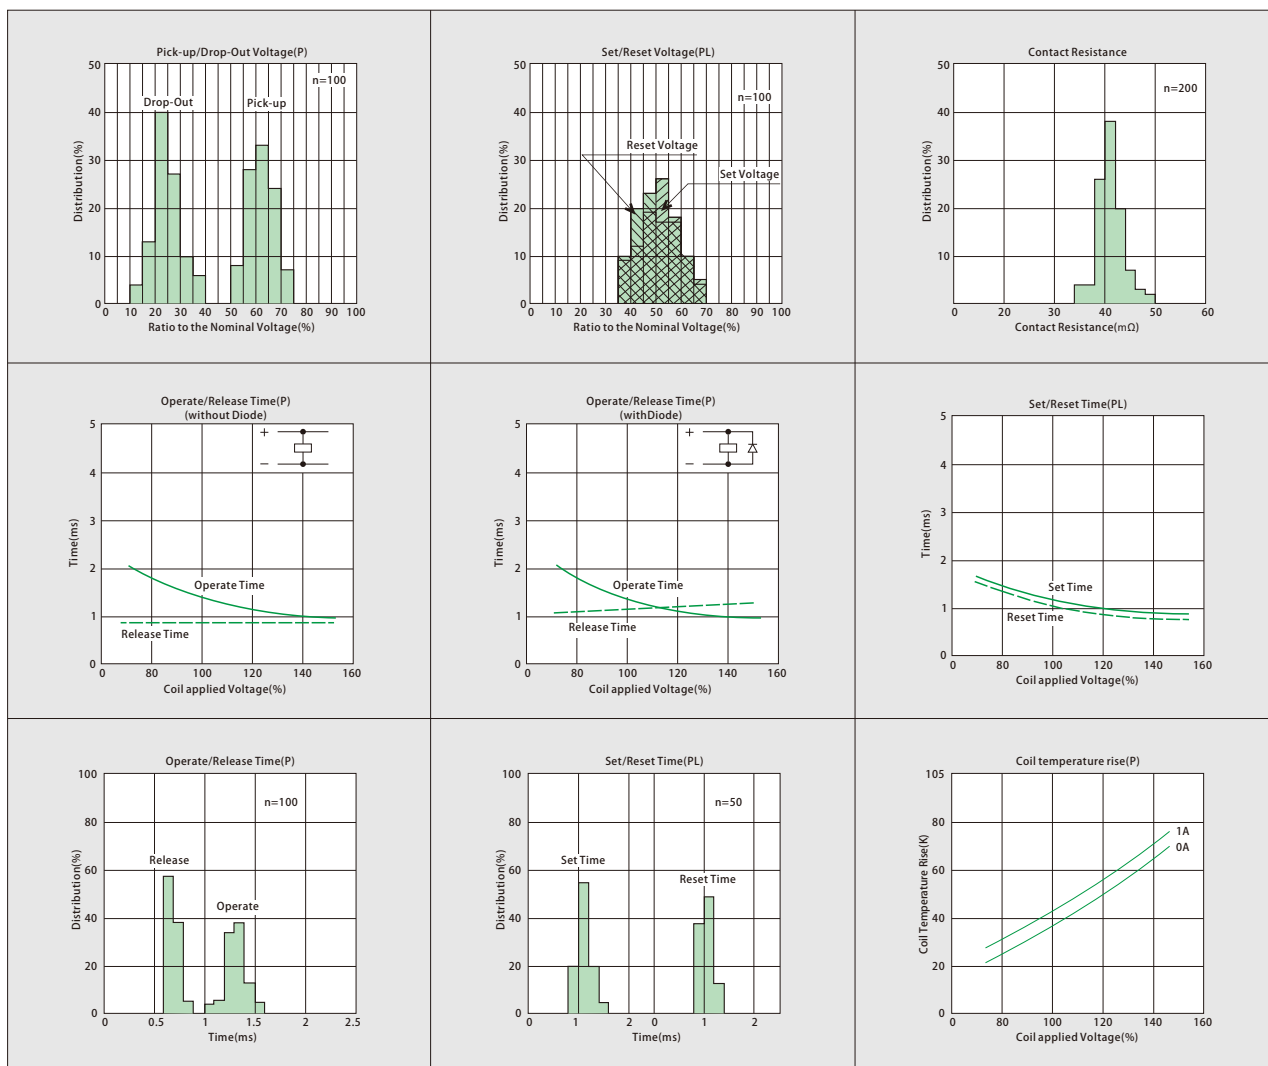 Pick-up/Drop-Out Voltage(P)
50
40
30
20
10
0
Distribution(%)
n=100
Drop-Out
Pick-up
0 10 20 30 40 50 60 70 80 90 100
Ratio to the Nominal Voltage(%)
Set/Reset Voltage(PL)
50
40
30
20
10
0
Distribution(%)
n=100
Reset Voltage
Set Voltage
0 10 20 30 40 50 60 70 80 90 100
Ratio to the Nominal Voltage(%)
Contact Resistance
50
40
30
20
10
Distribution(%)
n=200
0 20 40 50 60
Contact Resistance(mΩ)
Operate/Release Time(P)
(without Diode)
5
4
3
2
1
0
Time(ms)
+
−
Operate Time
Release Time
60 80 100 120 140 160
Coil applied Voltage(%)
Operate/Release Time(P)
(withDiode)
5
4
3
2
1
0
Time(ms)
+
−
Operate Time
Release Time
60 80 100 120 140 160
Coil applied Voltage(%)
Set/Reset Time(PL)
5
4
3
2
1
0
Time(ms)
Set Time
Reset Time
60 80 100 120 140 160
Coil applied Voltage(%)
Operate/Release Time(P)
100
80
60
40
20
0
Distribution(%)
n=100
Release
Operate
0 0.5 1 1.5 2 2.5
Time(ms)
Set/Reset Time(PL)
100
80
60
40
20
0
Distribution(%)
n=50
Set Time
Reset Time
0 1 2 0 1 2
Time(ms)
Coil temperature rise(P)
105
80
60
40
20
0
Coil Temperature Rise(K)
1A
0A
0 60 80 100 120 140 160
Coil applied Voltage(%)